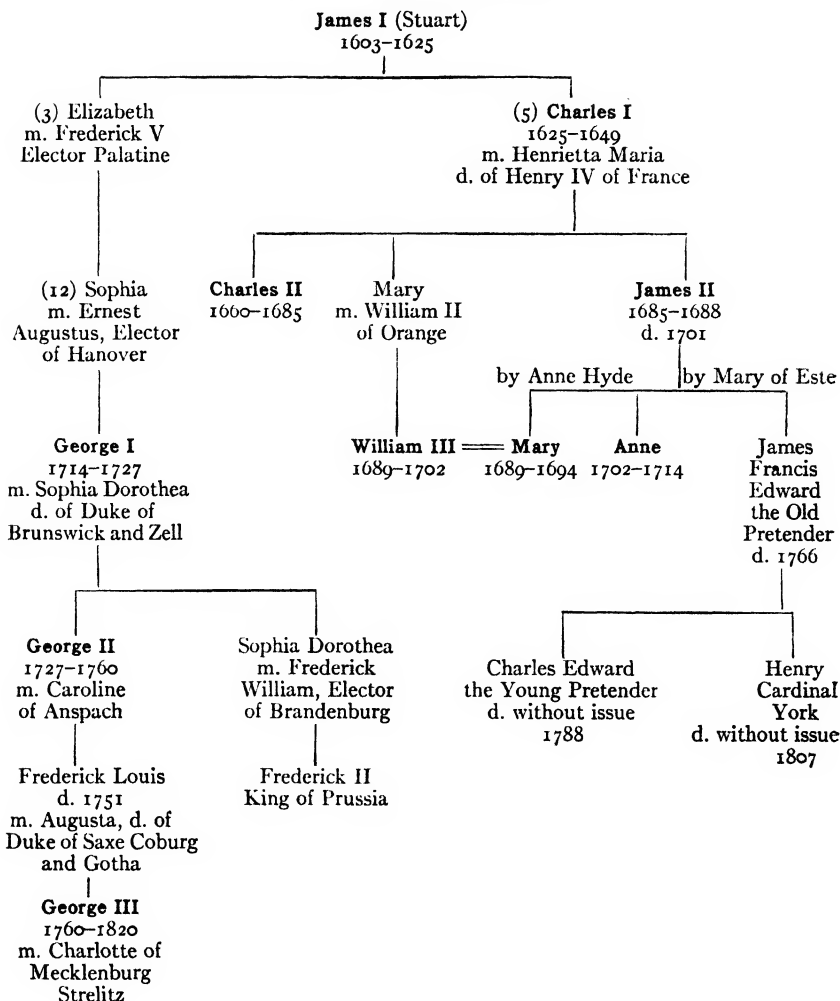 James I (Stuart)
1603–1625
(3) Elizabeth
m. Frederick V
Elector Palatine
(5) Charles I
1625–1649
m. Henrietta Maria
d. of Henry IV of France
(12) Sophia
m. Ernest
Augustus, Elector
of Hanover
Charles II
1660–1685
Mary
m. William II
of Orange
James II
1685–1688
d. 1701
by Anne Hyde
by Mary of Este
George I
1714–1727
m. Sophia Dorothea
d. of Duke of
Brunswick and Zell
William III
1689–1702
Mary
1689–1694
Anne
1702–1714
James
Francis
Edward
the Old
Pretender
d. 1766
George II
1727–1760
m. Caroline
of Anspach
Sophia Dorothea
m. Frederick
William, Elector
of Brandenburg
Charles Edward
the Young Pretender
d. without issue
1788
Henry
Cardinal
York
d. without issue
1807
Frederick Louis
d. 1751
m. Augusta, d. of
Duke of Saxe Coburg
and Gotha
Frederick II
King of Prussia
George III
1760–1820
m. Charlotte of
Mecklenburg
Strelitz